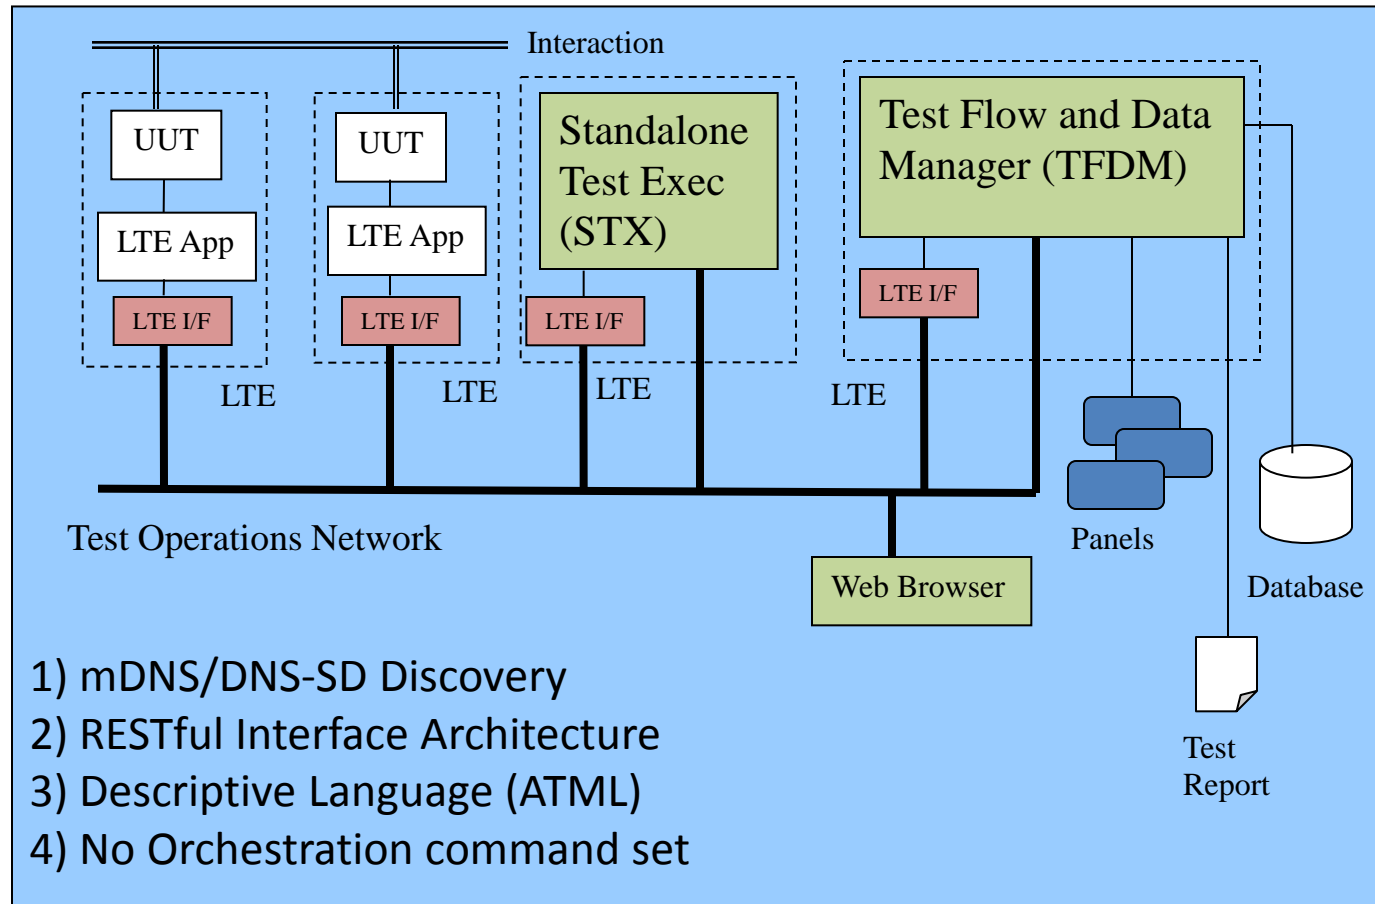 Interaction
UUT
LTE App
LTE I/F
LTE
UUT
LTE App
LTE I/F
LTE
Standalone
Test Exec
(STX)
LTE I/F
LTE
Test Flow and Data
Manager (TFDM)
LTE I/F
LTE
Test Operations Network
Web Browser
Panels
Database
Test
Report
1) mDNS/DNS-SD Discovery
2) RESTful Interface Architecture
3) Descriptive Language (ATML)
4) No Orchestration command set